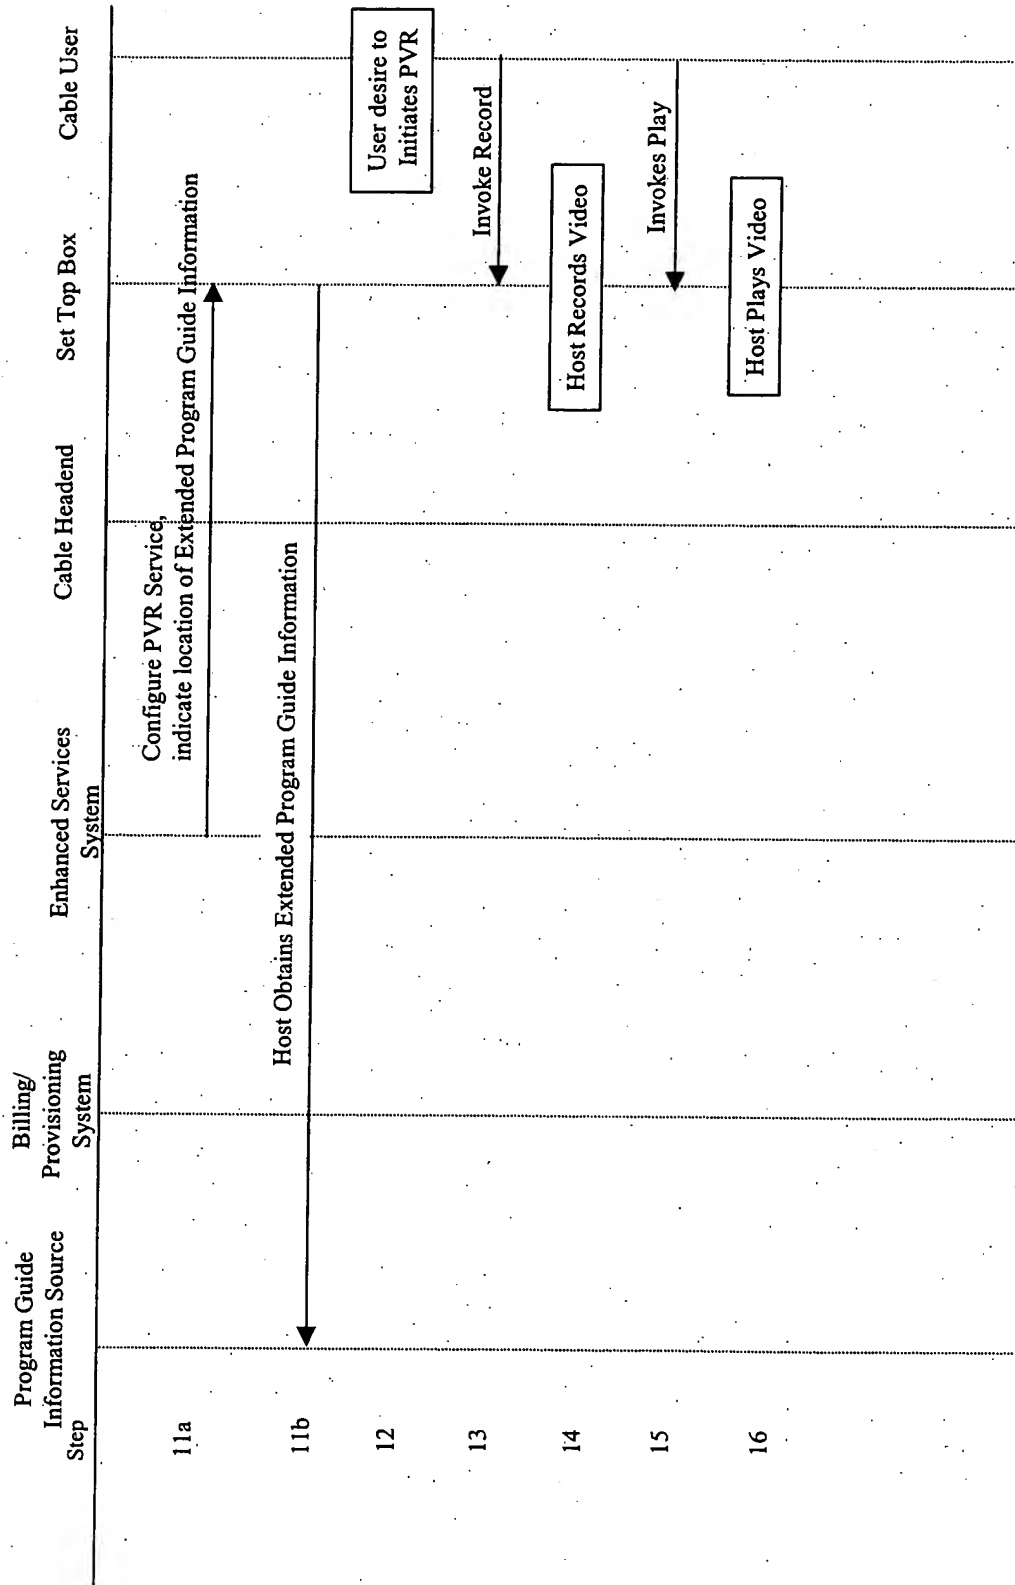 Step
Program Guide
Information Source
Billing/
Provisioning
System
Enhanced Services
System
Cable Headend
Set Top Box
Cable User
11a
Configure PVR Service,
indicate location of Extended Program Guide Information
11b
Host Obtains Extended Program Guide Information
12
User desire to
Initiates PVR
13
Invoke Record
14
Host Records Video
15
Invokes Play
16
Host Plays Video